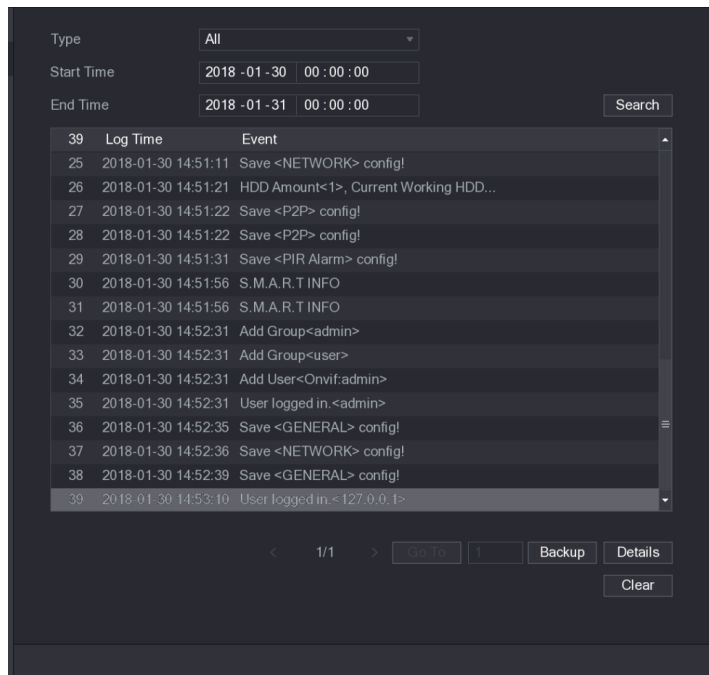 Type All
Start Time 2018 - 01 - 30 00 : 00 : 00
End Time 2018 - 01 - 31 00 : 00 : 00 Search
39 Log Time Event
25 2018-01-30 14:51:11 Save <NETWORK> config!
26 2018-01-30 14:51:21 HDD Amount<1>, Current Working HDD...
27 2018-01-30 14:51:22 Save <P2P> config!
28 2018-01-30 14:51:22 Save <P2P> config!
29 2018-01-30 14:51:31 Save <PIR Alarm> config!
30 2018-01-30 14:51:56 S.M.A.R.T INFO
31 2018-01-30 14:51:56 S.M.A.R.T INFO
32 2018-01-30 14:52:31 Add Group<admin>
33 2018-01-30 14:52:31 Add Group<user>
34 2018-01-30 14:52:31 Add User<Onvif:admin>
35 2018-01-30 14:52:31 User logged in.<admin>
36 2018-01-30 14:52:35 Save <GENERAL> config!
37 2018-01-30 14:52:36 Save <NETWORK> config!
38 2018-01-30 14:52:39 Save <GENERAL> config!
39 2018-01-30 14:53:10 User logged in.<127.0.0.1>
< 1/1 > Go To 1 Backup Details
Clear